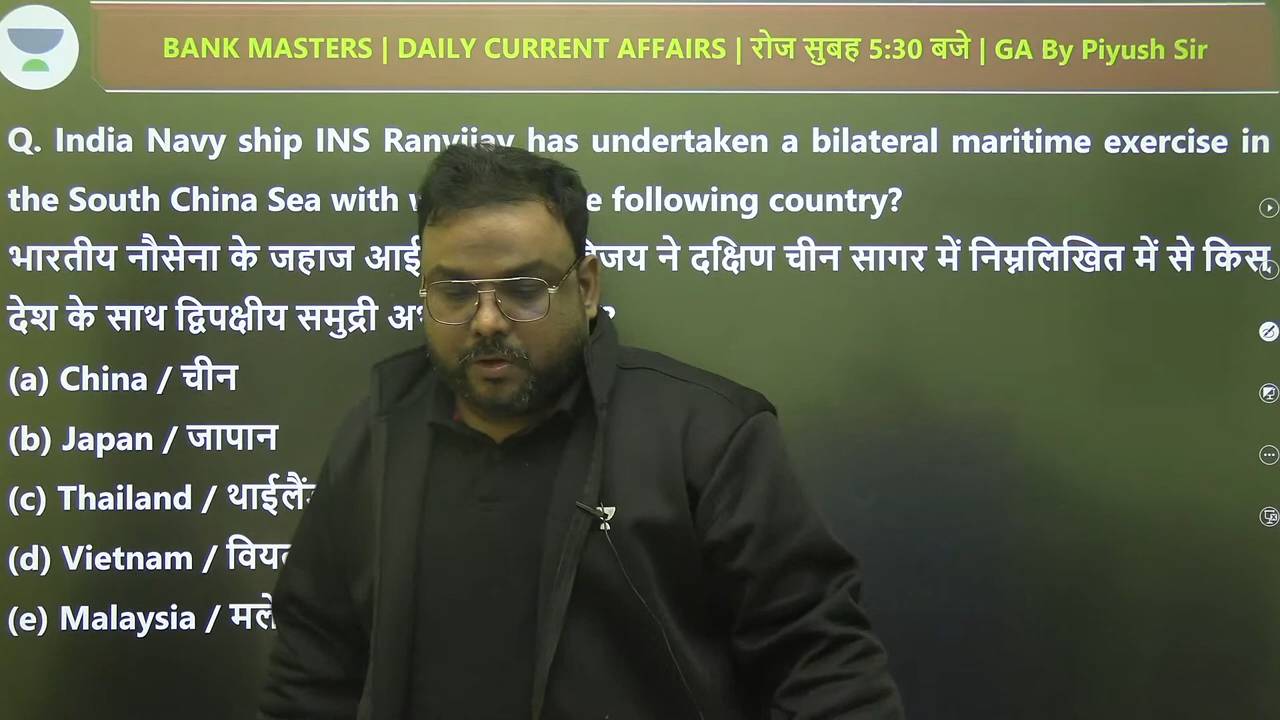 BANK MASTERS | DAILY CURRENT AFFAIRS | रोज सुबह 5:30 बजे | GA By Piyush Sir
Q. India Navy ship INS Ranvijay has undertaken a bilateral maritime exercise in
the South China Sea with following country?
भारतीय नौसेना के जहाज ने दक्षिण चीन सागर में निम्नलिखित में से किस
देश के साथ द्विपक्षीय समुद्री
(a) China / चीन
(b) Japan / जापान
(c) Thailand /
(d) Vietnam /
(e) Malaysia /